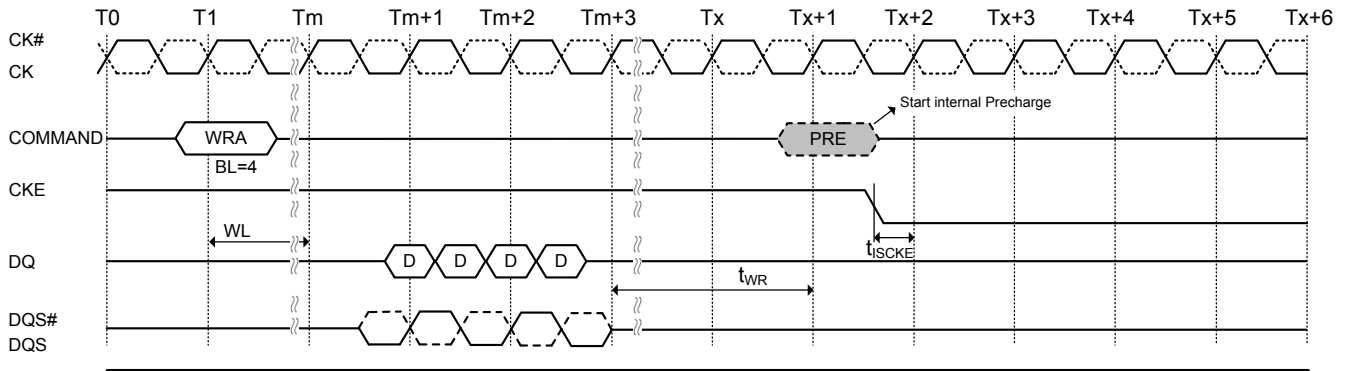 T0 T1 Tm Tm+1 Tm+2 Tm+3 Tx Tx+1 Tx+2 Tx+3 Tx+4 Tx+5 Tx+6
CK#
CK
Start internal Precharge
COMMAND WRA PRE
BL=4
CKE
WL
tISCKE
DQ D D D D
tWR
DQS#
DQS